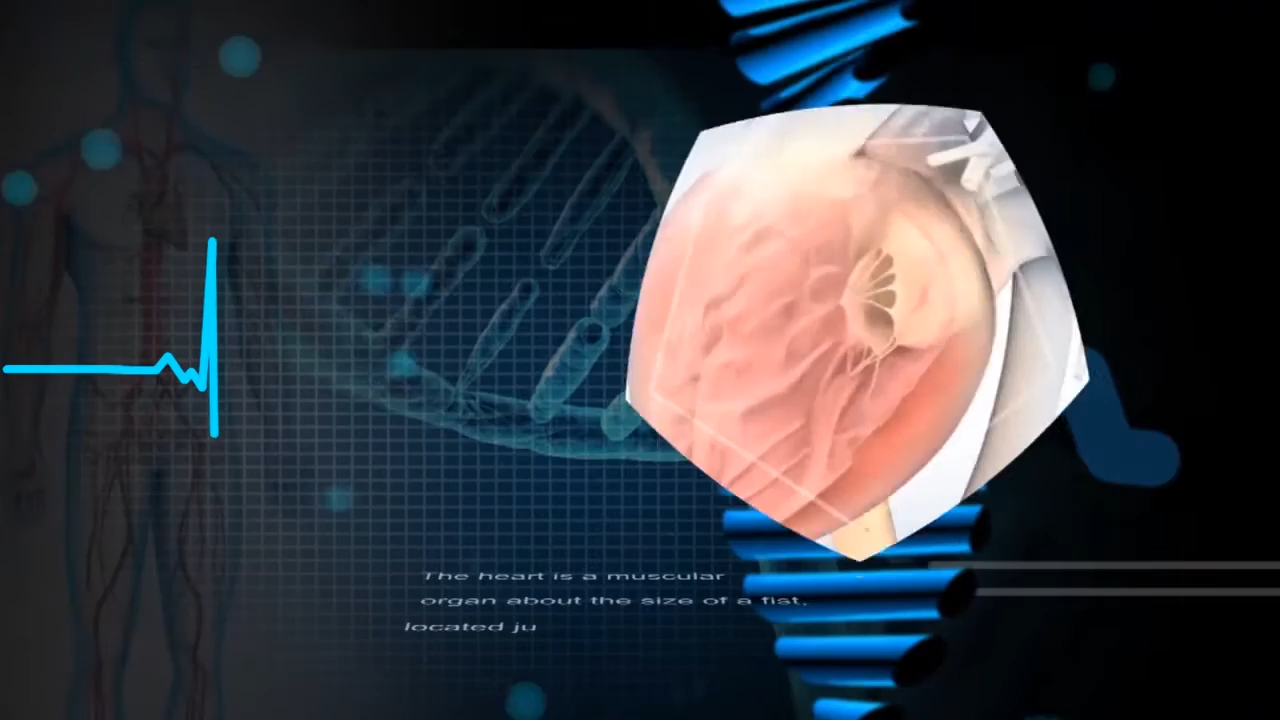 The heart is a muscular
organ about the size of a fist,
located ju